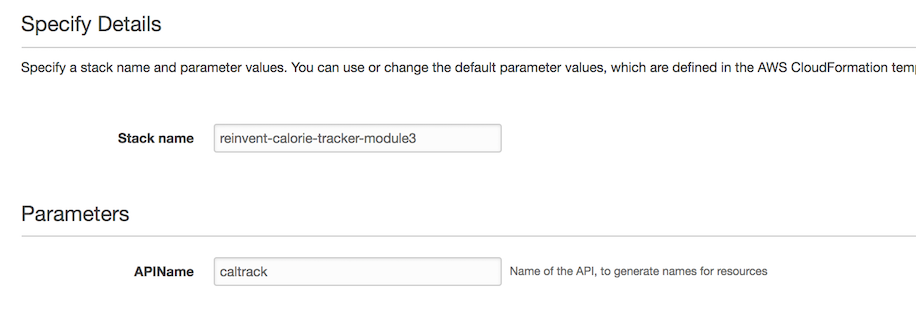 Specify Details
Specify a stack name and parameter values. You can use or change the default parameter values, which are defined in the AWS CloudFormation
Stack name reinvent-calorie-tracker-module3
Parameters
APIName caltrack Name of the API, to generate names for resources